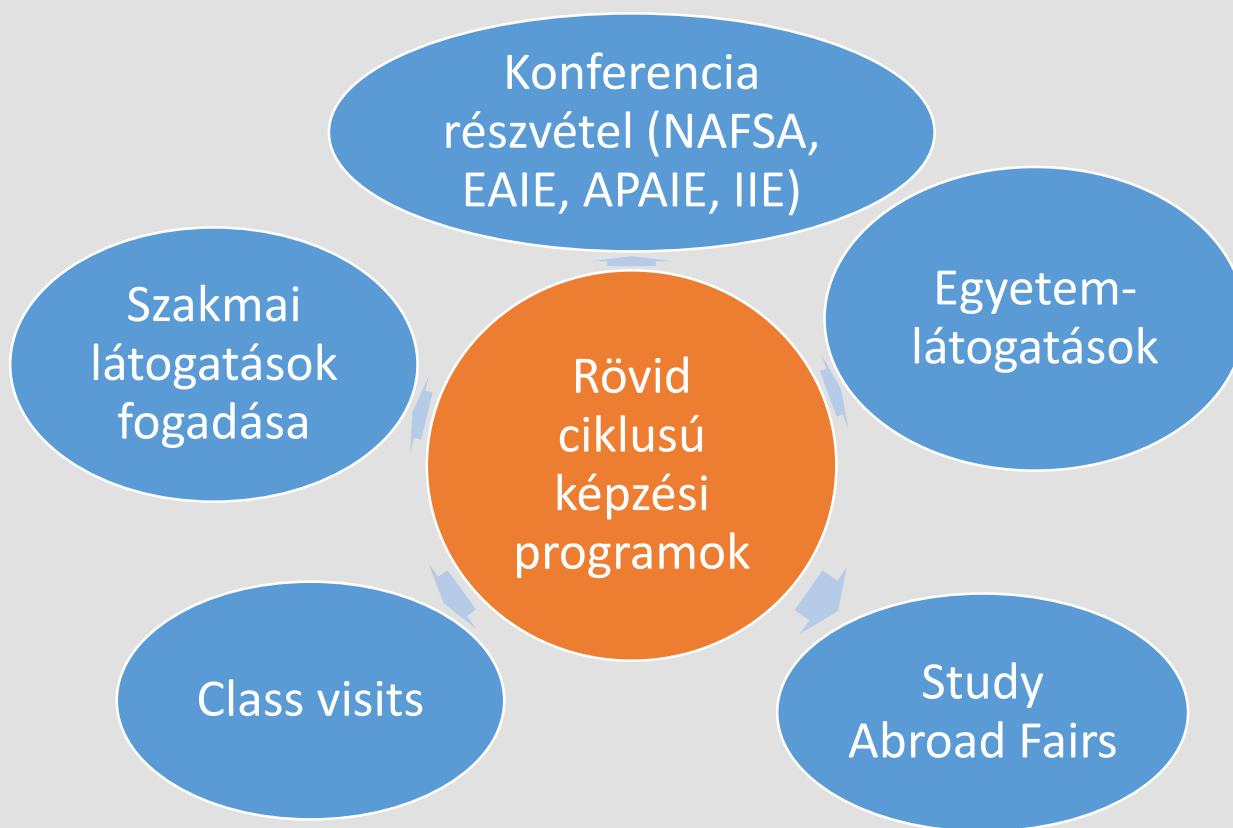 Konferencia
részvétel (NAFSA,
EAIE, APAIE, IIE)
Egyetem-
látogatások
Szakmai
látogatások
fogadása
Rövid
ciklusú
képzési
programok
Class visits
Study
Abroad Fairs